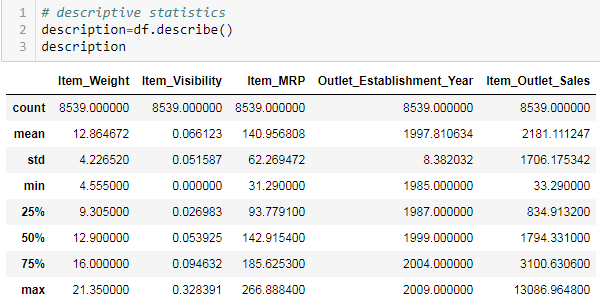 1 # descriptive statistics
2 description=df.describe()
3 description
Item_Weight Item_Visibility Item_MRP Outlet_Establishment_Year Item_Outlet_Sales
count 8539.000000 8539.000000 8539.000000 8539.000000 8539.000000
mean 12.864672 0.066123 140.956808 1997.810634 2181.111247
std 4.226520 0.051587 62.269472 8.382032 1706.175342
min 4.555000 0.000000 31.290000 1985.000000 33.290000
25% 9.305000 0.026983 93.779100 1987.000000 834.913200
50% 12.900000 0.053925 142.915400 1999.000000 1794.331000
75% 16.000000 0.094632 185.625300 2004.000000 3100.630600
max 21.350000 0.328391 266.888400 2009.000000 13086.964800